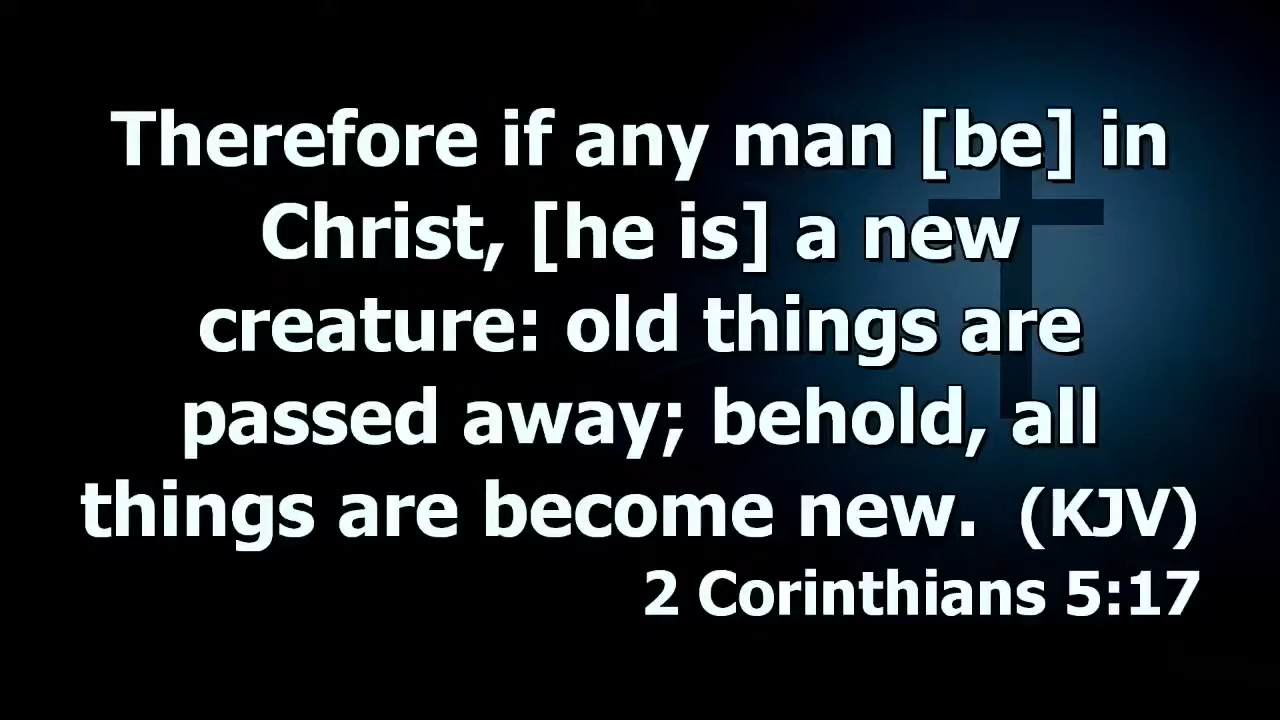 Therefore if any man [be] in
Christ, [he is] a new
creature: old things are
passed away; behold, all
things are become new.  (KJV)
2 Corinthians 5:17